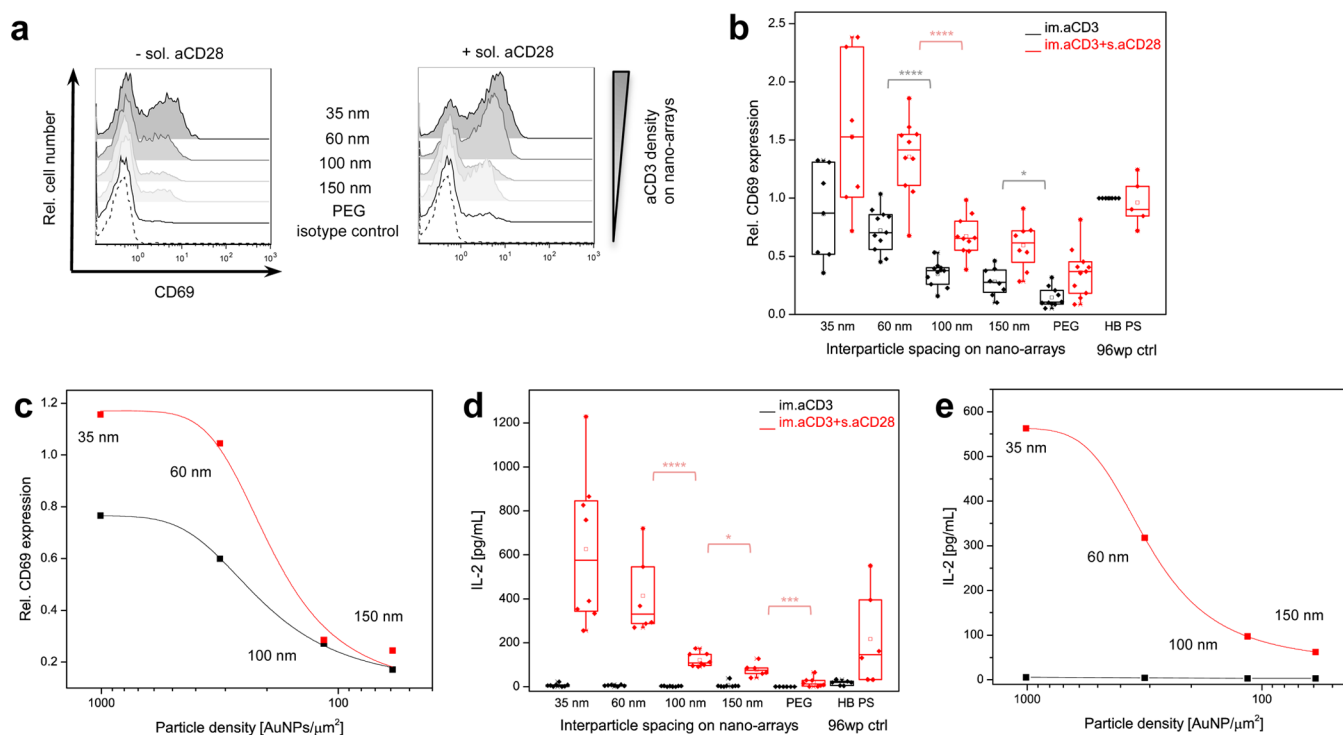 a
- sol. aCD28
+ sol. aCD28
Rel. cell number
35 nm
60 nm
100 nm
150 nm
PEG
isotype control
aCD3 density
on nano-arrays
10⁰ 10¹ 10² 10³
10⁰ 10¹ 10² 10³
CD69
b
im.aCD3
im.aCD3+s.aCD28
****
****
*
Rel. CD69 expression
2.5
2.0
1.5
1.0
0.5
0.0
35 nm 60 nm 100 nm 150 nm PEG HB PS
Interparticle spacing on nano-arrays 96wp ctrl
c
Rel. CD69 expression
1.2
1.0
0.8
0.6
0.4
0.2
35 nm
60 nm
100 nm
150 nm
1000 100
Particle density [AuNPs/µm²]
d
im.aCD3
im.aCD3+s.aCD28
****
*
***
IL-2 [pg/mL]
1200
1000
800
600
400
200
0
35 nm 60 nm 100 nm 150 nm PEG HB PS
Interparticle spacing on nano-arrays 96wp ctrl
e
IL-2 [pg/mL]
650
600
550
500
450
400
350
300
250
200
150
100
50
0
35 nm
60 nm
100 nm
150 nm
1000 100
Particle density [AuNP/µm²]